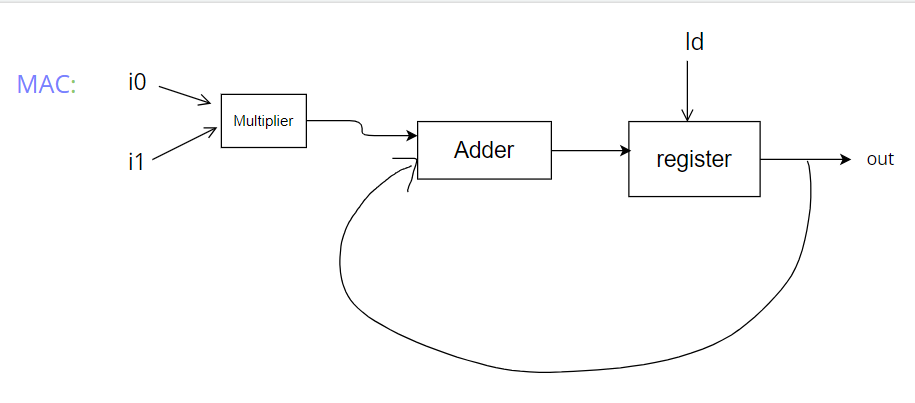 MAC:
i0
i1
Multiplier
Adder
ld
register
out